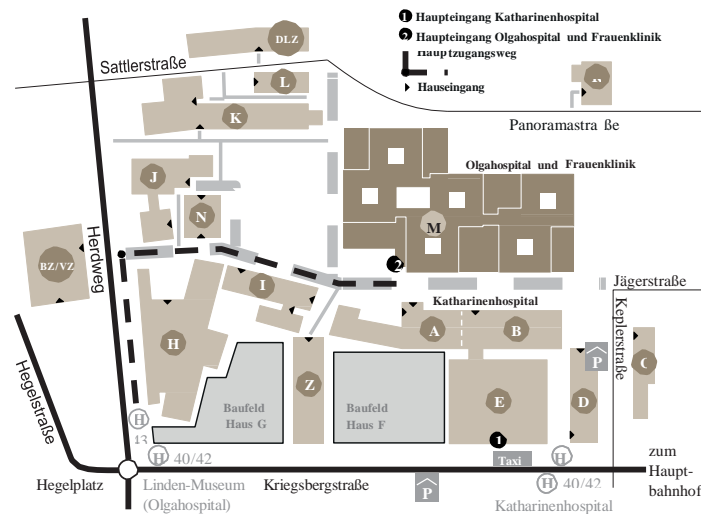 1 Haupteingang Katharinenhospital
2 Haupteingang Olgahospital und Frauenklinik
Hauptzugangsweg
Hauseingang
DLZ
Sattlerstraße
L
K
Panoramastra ße
Olgahospital und Frauenklinik
J
N
M
Herdweg
BZ/VZ
2
I
Jägerstraße
Katharinenhospital
A
B
H
Keplerstraße
P
Z
E
D
Hegelstraße
Baufeld
Haus G
Baufeld
Haus F
H
13
1
H
40/42
Taxi
H
zum
Haupt-
bahnhof
Hegelplatz
Linden-Museum
(Olgahospital)
Kriegsbergstraße
P
H 40/42
Katharinenhospital